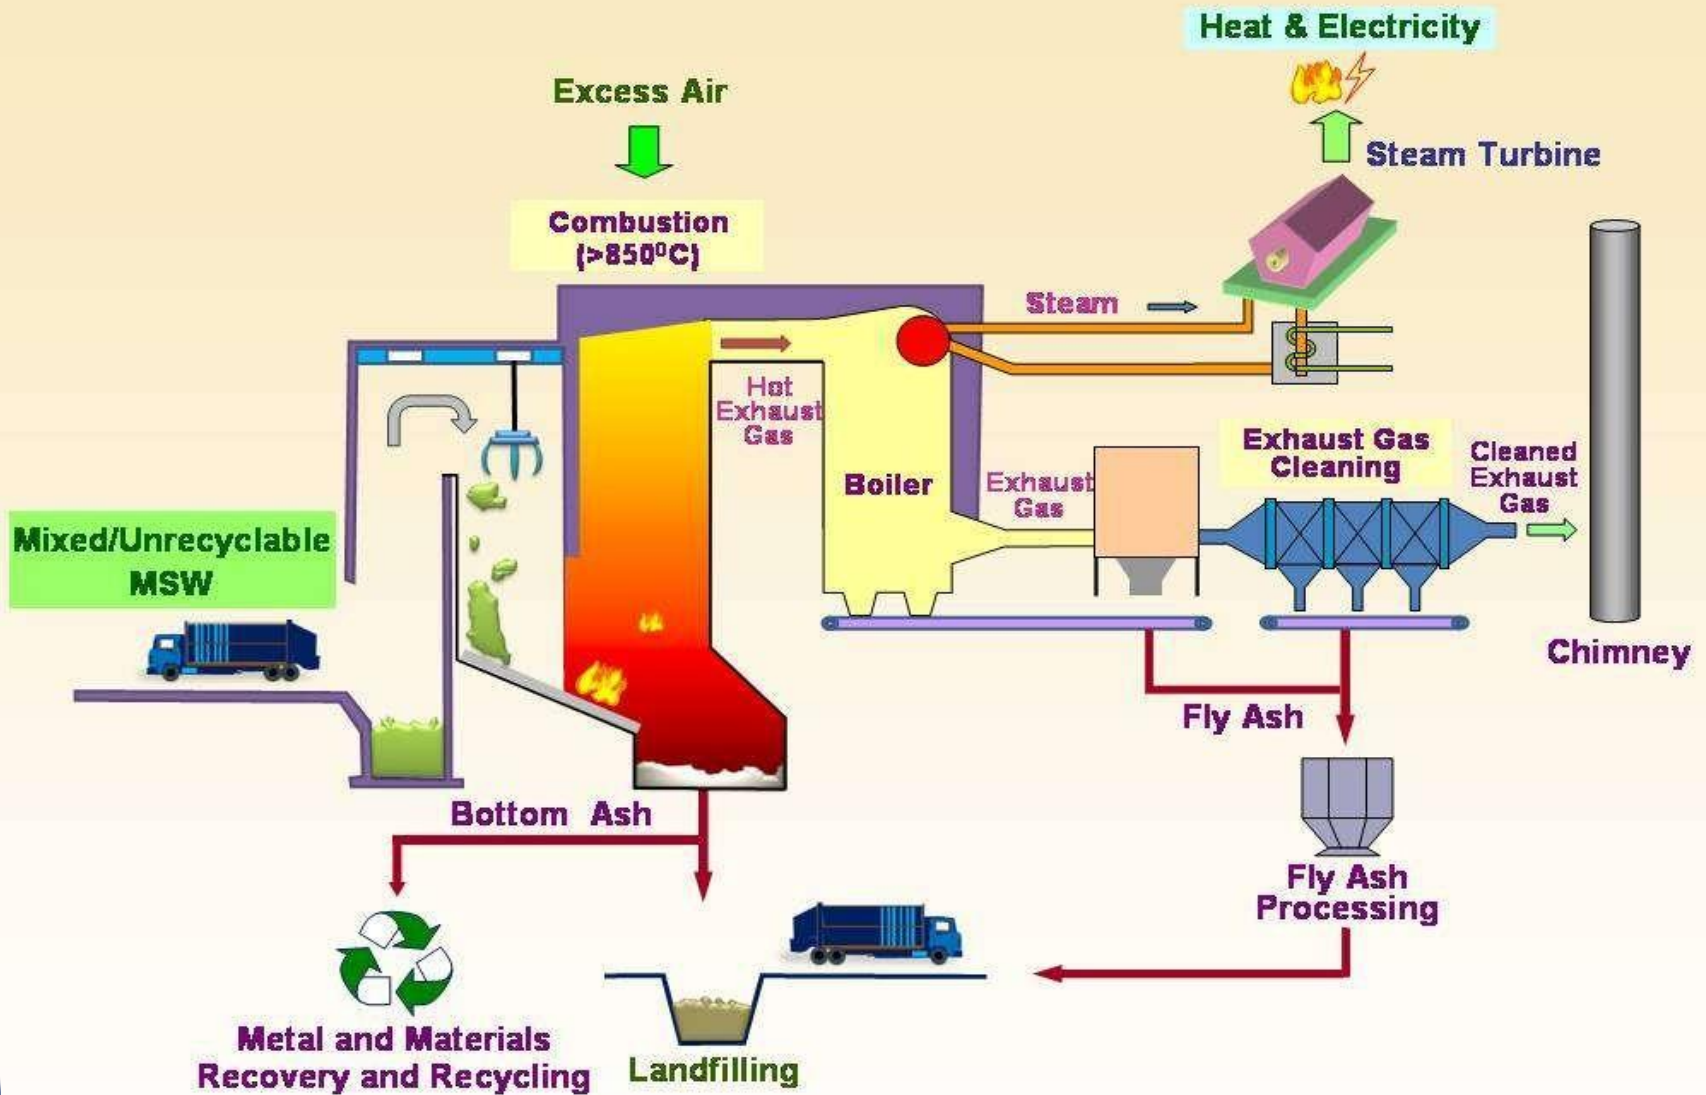 Heat & Electricity
Excess Air
Steam Turbine
Combustion
(>850⁰C)
Steam
Hot
Exhaust
Gas
Boiler
Exhaust
Gas
Exhaust Gas
Cleaning
Cleaned
Exhaust
Gas
Mixed/Unrecyclable
MSW
Chimney
Fly Ash
Bottom Ash
Fly Ash
Processing
Metal and Materials
Recovery and Recycling
Landfilling